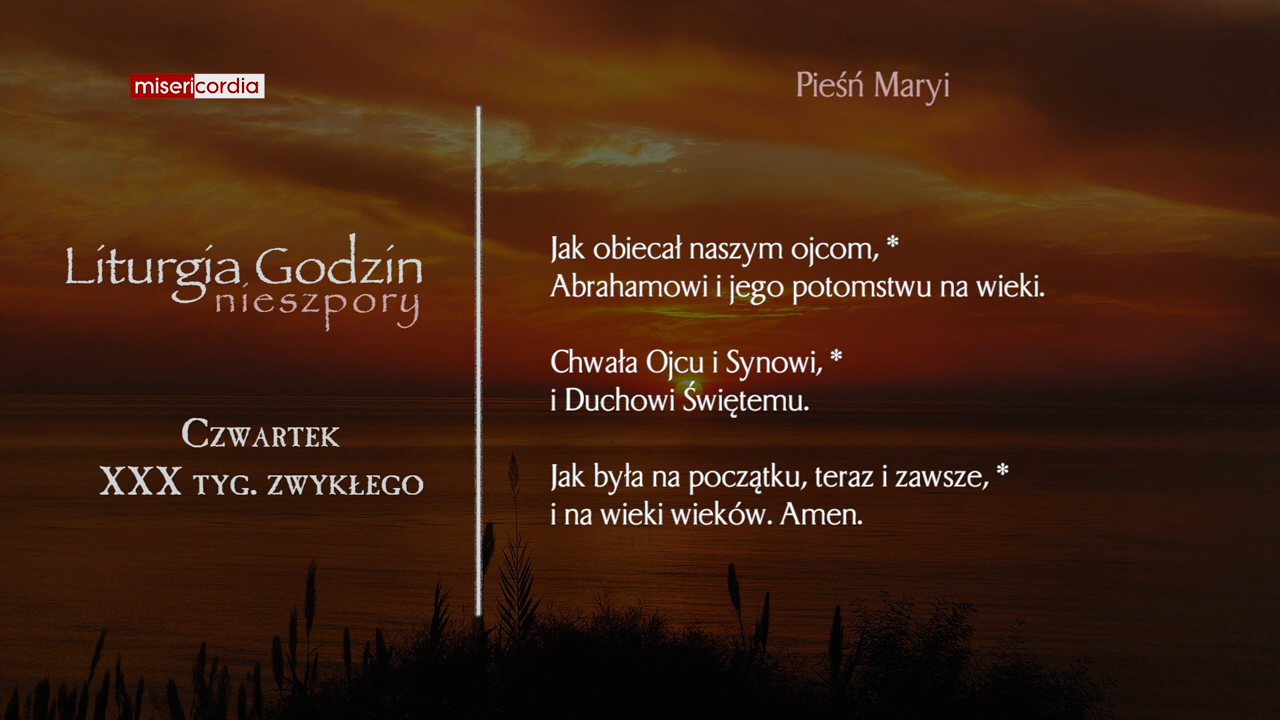 misericordia
Liturgia Godzin
nieszpory
Czwartek
XXX tyg. zwykłego
Pieśń Maryi
Jak obiecał naszym ojcom, *
Abrahamowi i jego potomstwu na wieki.
Chwała Ojcu i Synowi, *
i Duchowi Świętemu.
Jak była na początku, teraz i zawsze, *
i na wieki wieków. Amen.